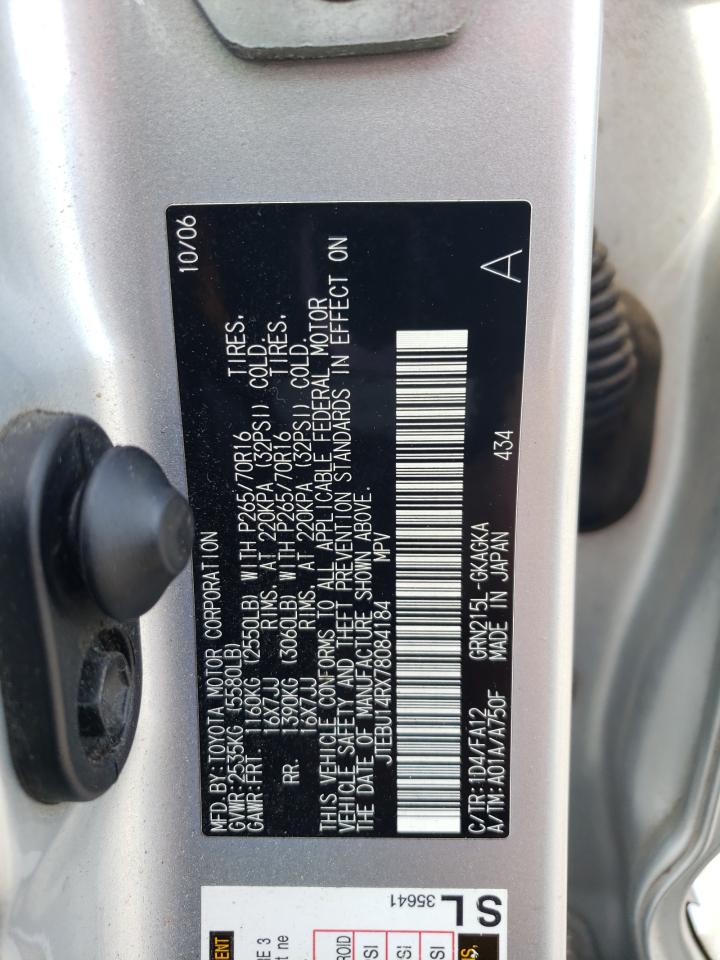 10/06
MFD. BY: TOYOTA MOTOR CORPORATION
GVWR: 2535KG (5580LB)
GAWR: FRT. 1160KG (2550LB) WITH P265/70R16 TIRES,
16X7JJ RIMS, AT 220KPA (32PSI) COLD.
RR. 1390KG (3060LB) WITH P265/70R16 TIRES,
16X7JJ RIMS, AT 220KPA (32PSI) COLD.
THIS VEHICLE CONFORMS TO ALL APPLICABLE FEDERAL MOTOR
VEHICLE SAFETY AND THEFT PREVENTION STANDARDS IN EFFECT ON
THE DATE OF MANUFACTURE SHOWN ABOVE.
JTEBU14RX78084184 MPV
C/TR: 1D4/FA12 GRN215L-GKAGKA 434
A/TM: A01A/A750F MADE IN JAPAN A
SL
35641